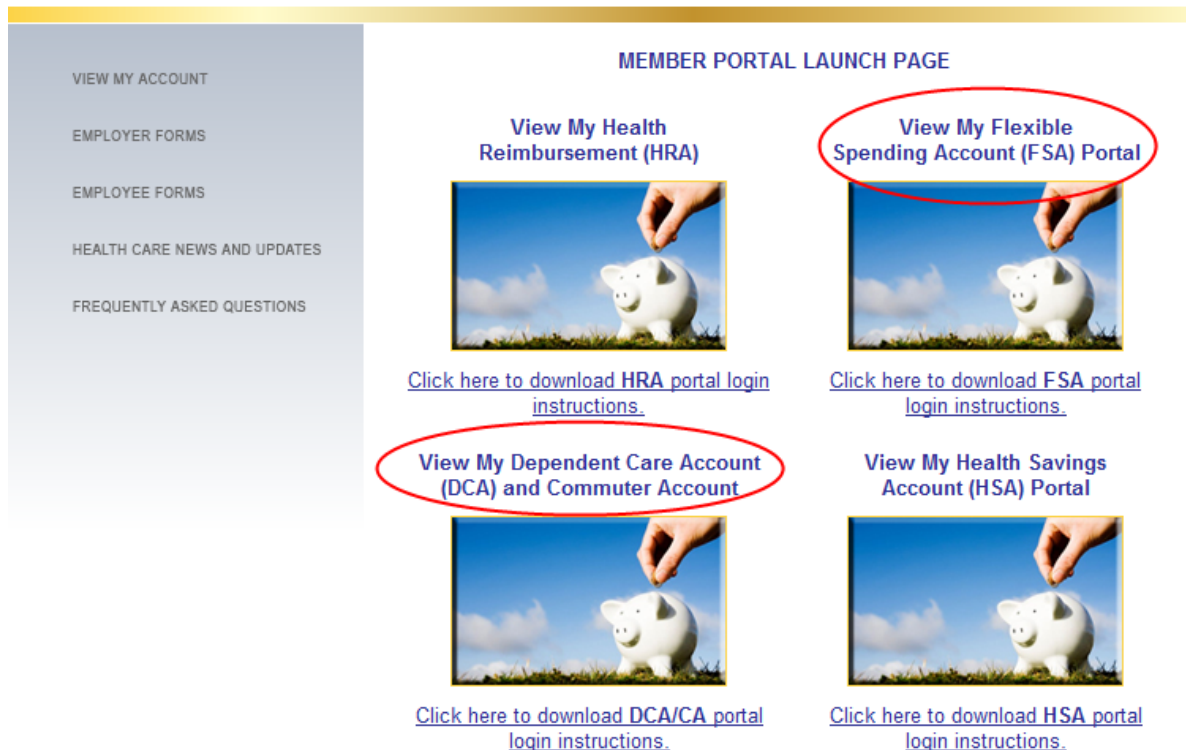 VIEW MY ACCOUNT
EMPLOYER FORMS
EMPLOYEE FORMS
HEALTH CARE NEWS AND UPDATES
FREQUENTLY ASKED QUESTIONS
MEMBER PORTAL LAUNCH PAGE
View My Health
Reimbursement (HRA)
Click here to download HRA portal login
instructions.
View My Flexible
Spending Account (FSA) Portal
Click here to download FSA portal
login instructions.
View My Dependent Care Account
(DCA) and Commuter Account
Click here to download DCA/CA portal
login instructions.
View My Health Savings
Account (HSA) Portal
Click here to download HSA portal
login instructions.